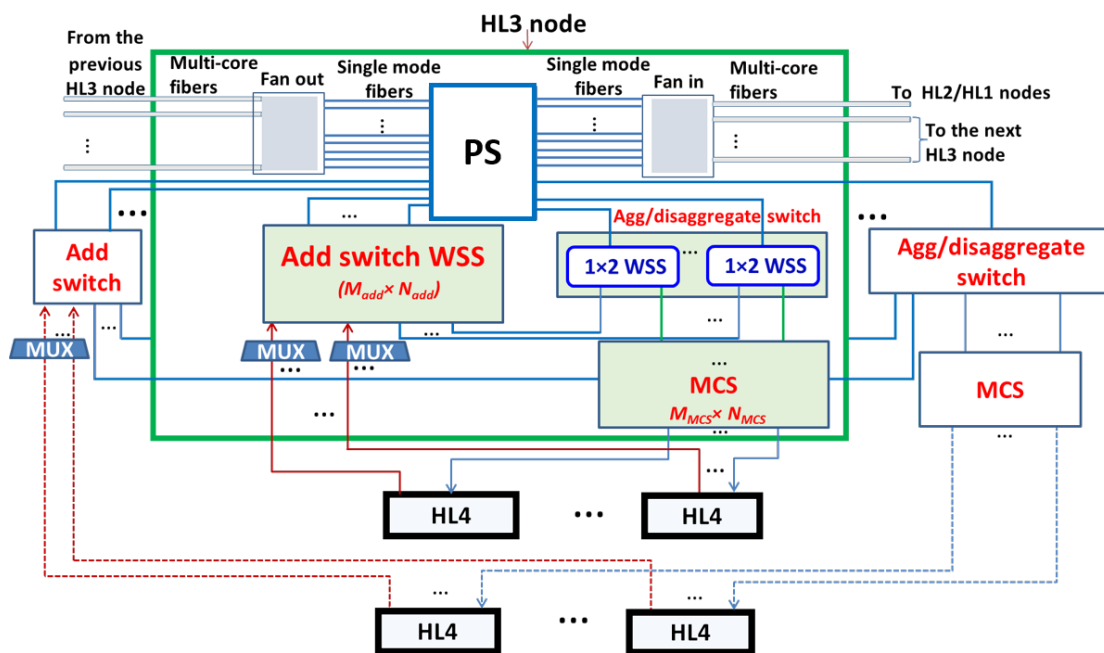 HL3 node
From the
previous
HL3 node
Multi-core
fibers
Fan out
Single mode
fibers
...
PS
Single mode
fibers
...
Fan in
Multi-core
fibers
To HL2/HL1 nodes
To the next
HL3 node
...
...
...
...
...
...
Add
switch
Add switch WSS
(Madd× Nadd)
Agg/disaggregate switch
1×2 WSS
...
1×2 WSS
Agg/disaggregate
switch
...
...
...
...
...
...
MUX
MUX
...
MUX
...
...
MCS
MMCS× NMCS
...
MCS
...
...
...
HL4
...
HL4
...
...
HL4
...
HL4